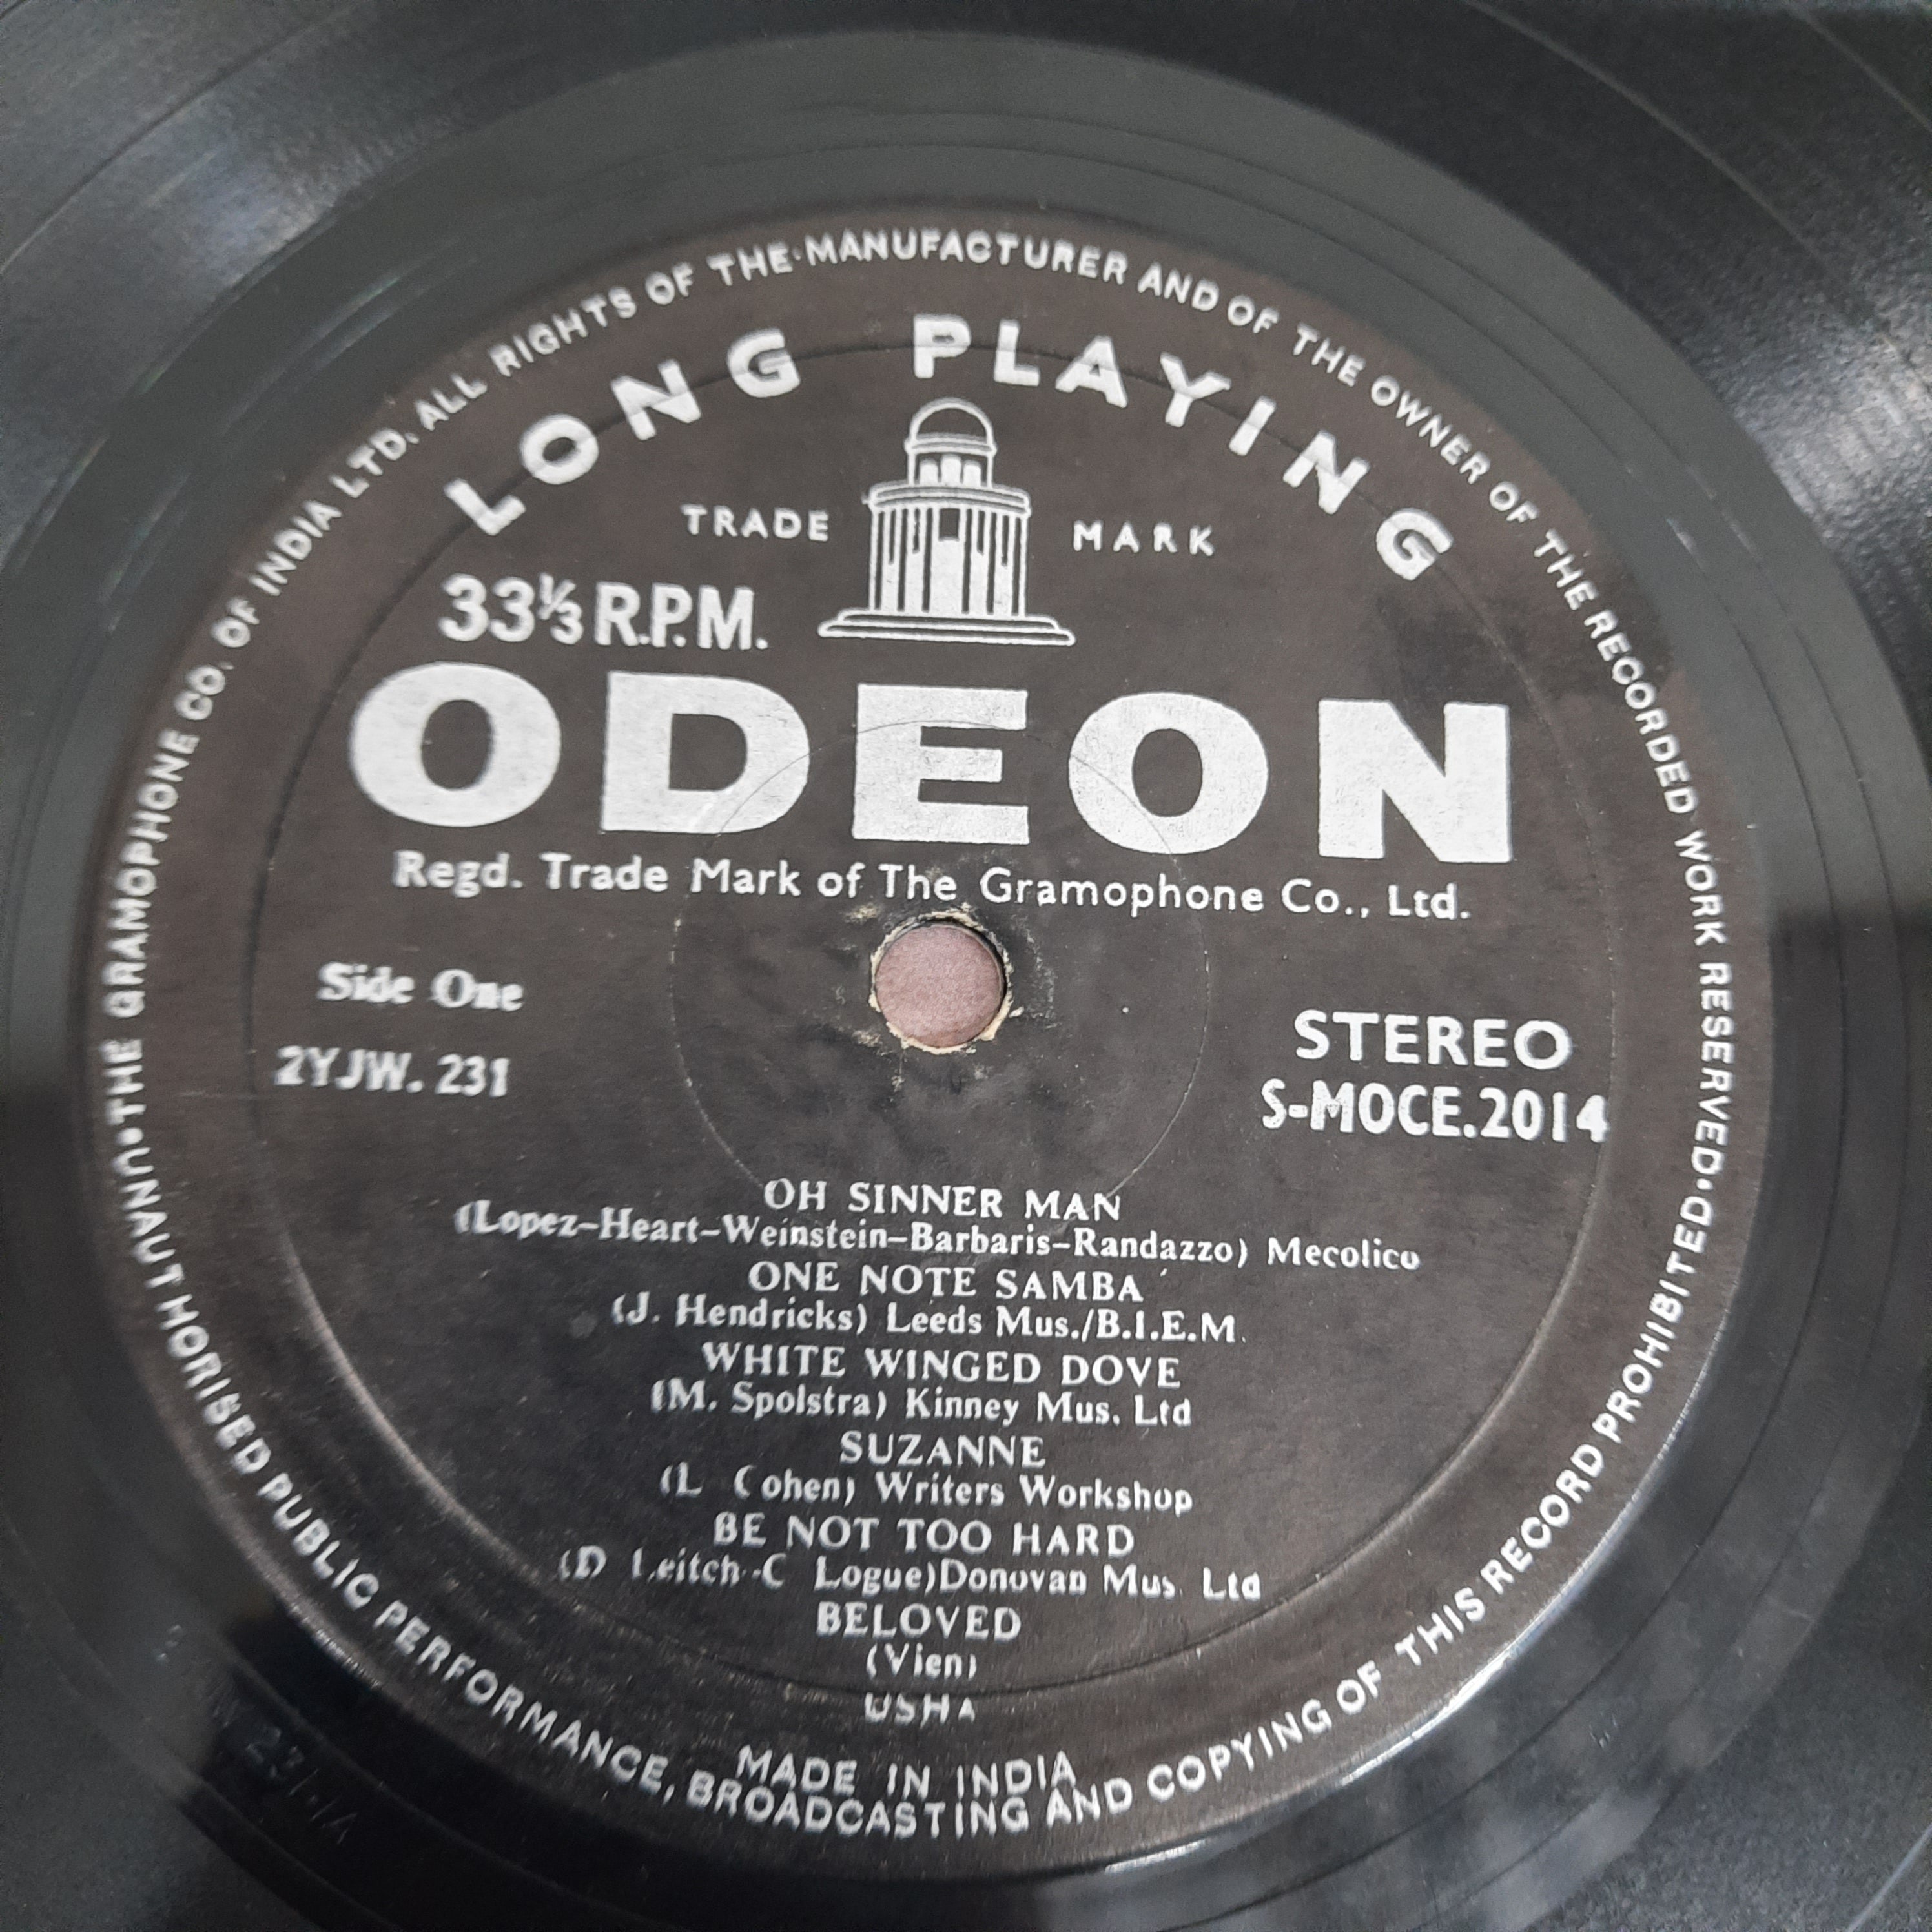 •THE GRAMOPHONE CO. OF INDIA LTD. ALL RIGHTS OF THE·MANUFACTURER AND OF THE OWNER OF THE RECORDED WORK RESERVED•
UNAUTHORISED PUBLIC PERFORMANCE, BROADCASTING AND COPYING OF THIS RECORD PROHIBITED•
LONG PLAYING
TRADE MARK
33⅓ R.P.M.
ODEON
Regd. Trade Mark of The Gramophone Co., Ltd.
Side One
2YJW. 231
STEREO
S-MOCE.2014
OH SINNER MAN
(Lopez-Heart-Weinstein-Barbaris-Randazzo) Mecolico
ONE NOTE SAMBA
(J. Hendricks) Leeds Mus./B.I.E.M.
WHITE WINGED DOVE
(M. Spolstra) Kinney Mus. Ltd
SUZANNE
(L Cohen) Writers Workshop
BE NOT TOO HARD
(D Leitch-C Logue)Donovan Mus. Ltd
BELOVED
(Vien)
USHA
MADE IN INDIA